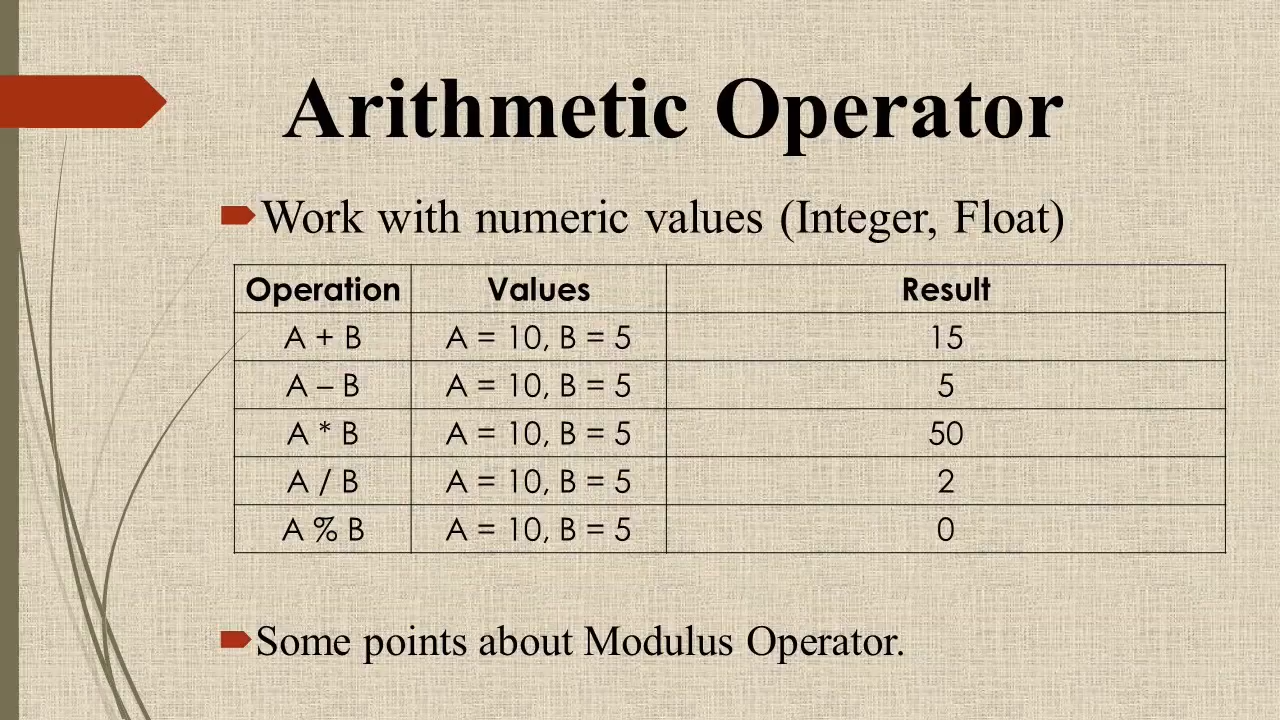 Arithmetic Operator
Work with numeric values (Integer, Float)
Operation Values Result
A + B A = 10, B = 5 15
A – B A = 10, B = 5 5
A * B A = 10, B = 5 50
A / B A = 10, B = 5 2
A % B A = 10, B = 5 0
Some points about Modulus Operator.